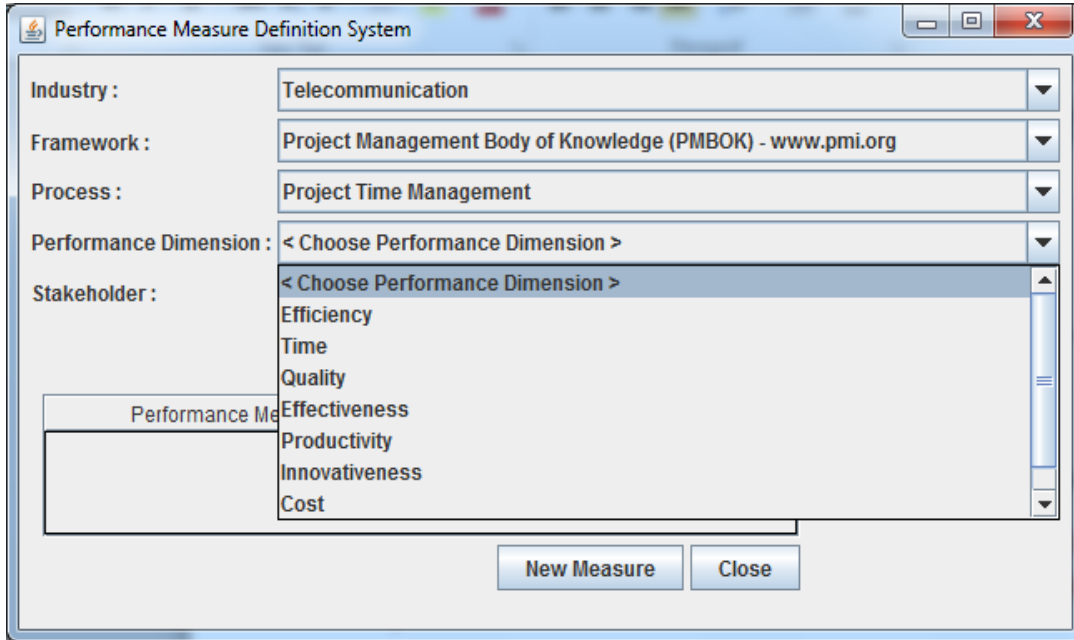 Performance Measure Definition System
Industry : Telecommunication
Framework : Project Management Body of Knowledge (PMBOK) - www.pmi.org
Process : Project Time Management
Performance Dimension : < Choose Performance Dimension >
< Choose Performance Dimension >
Stakeholder :
Efficiency
Time
Quality
Effectiveness
Performance Me
Productivity
Innovativeness
Cost
New Measure Close